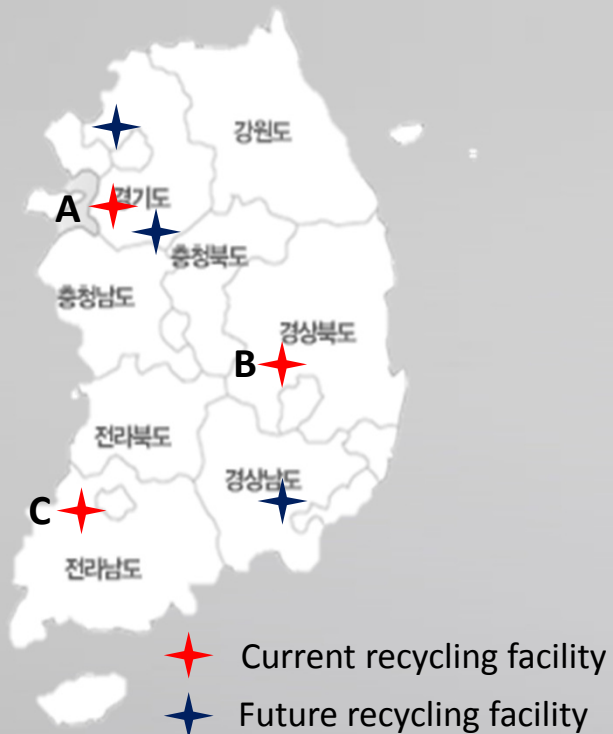 강원도
경기도
A
충청북도
충청남도
경상북도
B
전라북도
경상남도
C
전라남도
Current recycling facility
Future recycling facility